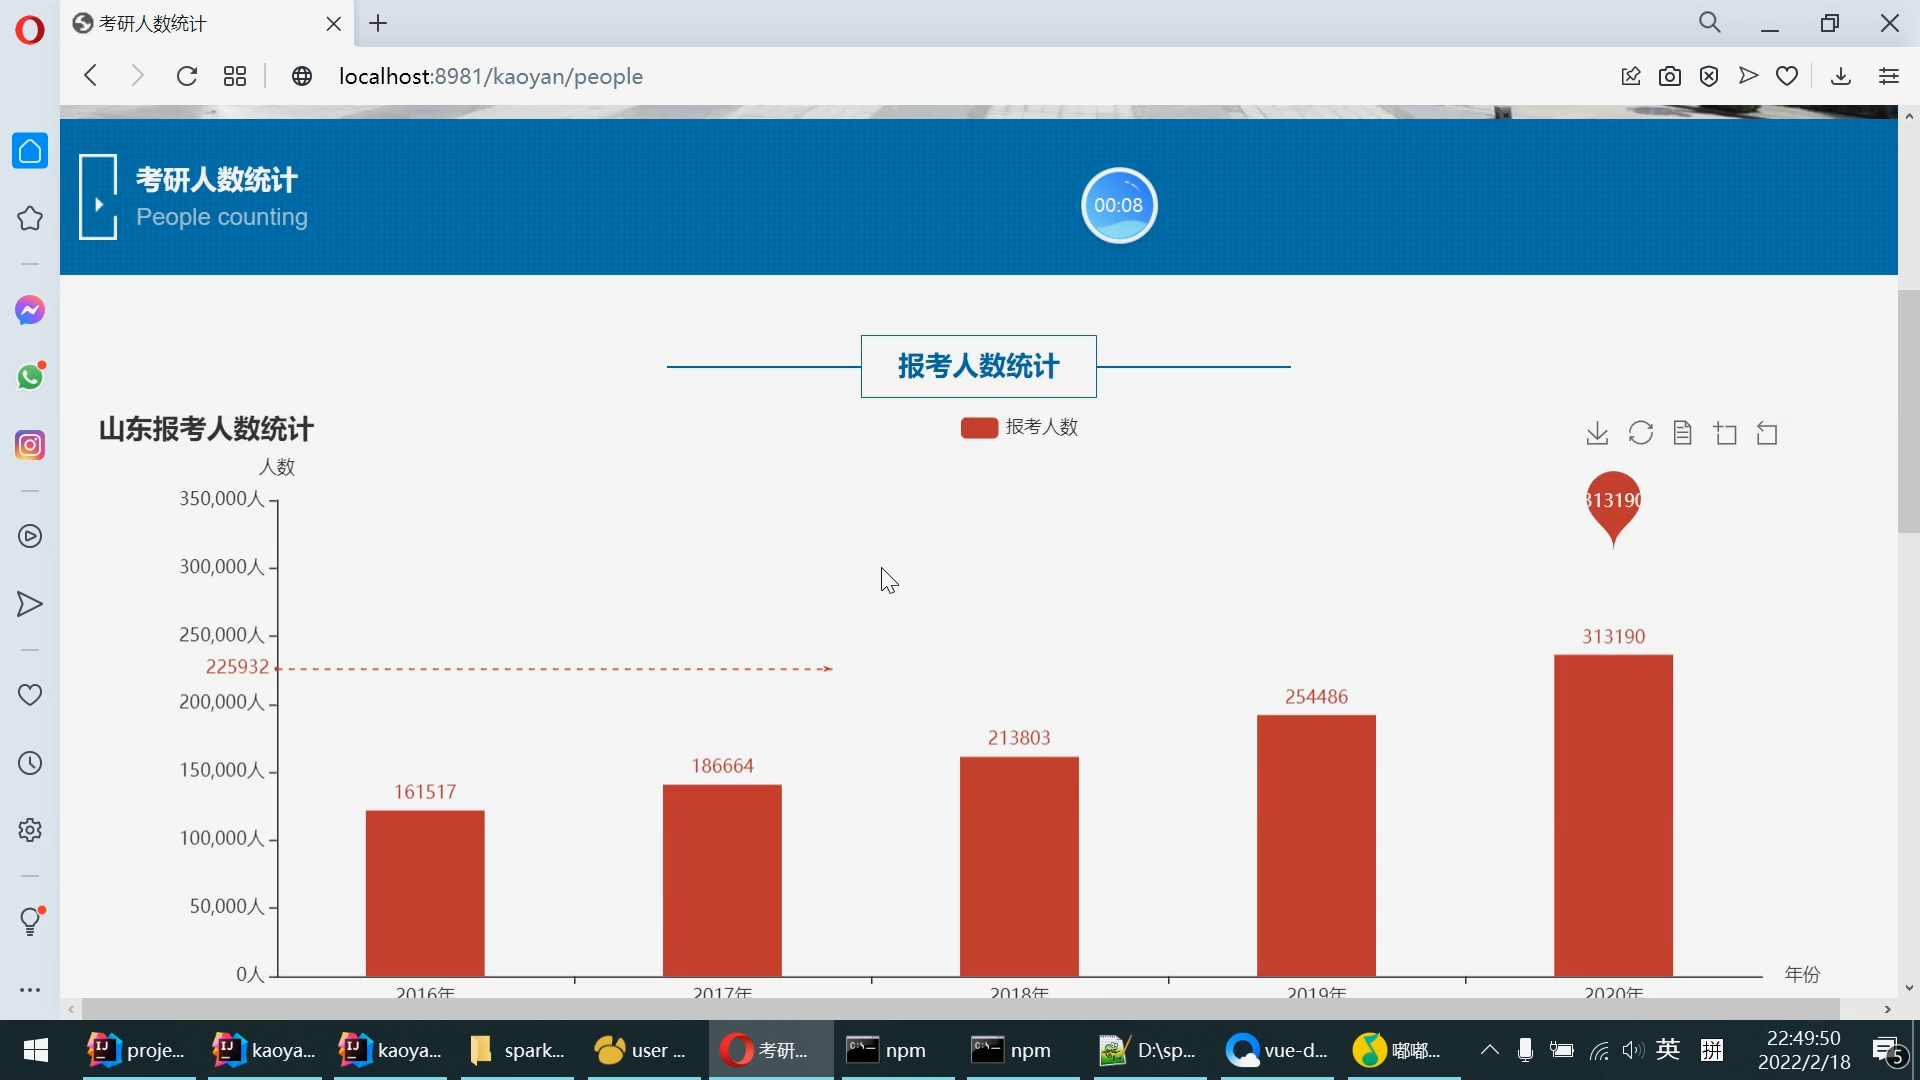 考研人数统计
localhost:8981/kaoyan/people
考研人数统计
People counting
00:08
报考人数统计
山东报考人数统计
报考人数
人数
350,000人
300,000人
250,000人
225932
200,000人
150,000人
100,000人
50,000人
0人
313190
313190
254486
213803
186664
161517
年份
2016年
2017年
2018年
2019年
2020年
proje...
kaoya...
kaoya...
spark...
user ...
考研...
npm
npm
D:\sp...
vue-d...
嘟嘟...
英
拼
22:49:50
2022/2/18
5